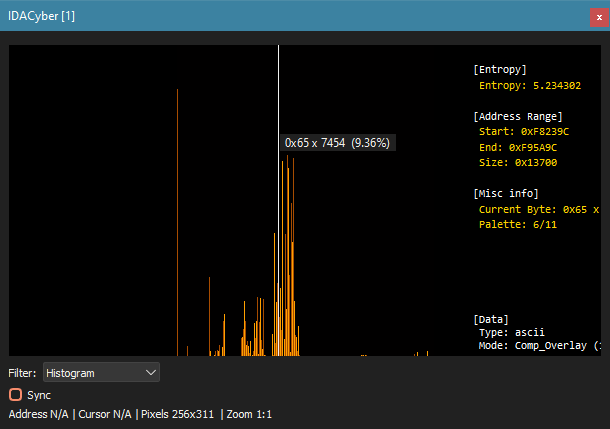 IDACyber [1]
x
[Entropy]
Entropy: 5.234302
0x65 x 7454 (9.36%)
[Address Range]
Start: 0xF8239C
End: 0xF95A9C
Size: 0x13700
[Misc info]
Current Byte: 0x65 x
Palette: 6/11
[Data]
Type: ascii
Mode: Comp_Overlay (
Filter: Histogram
Sync
Address N/A | Cursor N/A | Pixels 256x311 | Zoom 1:1